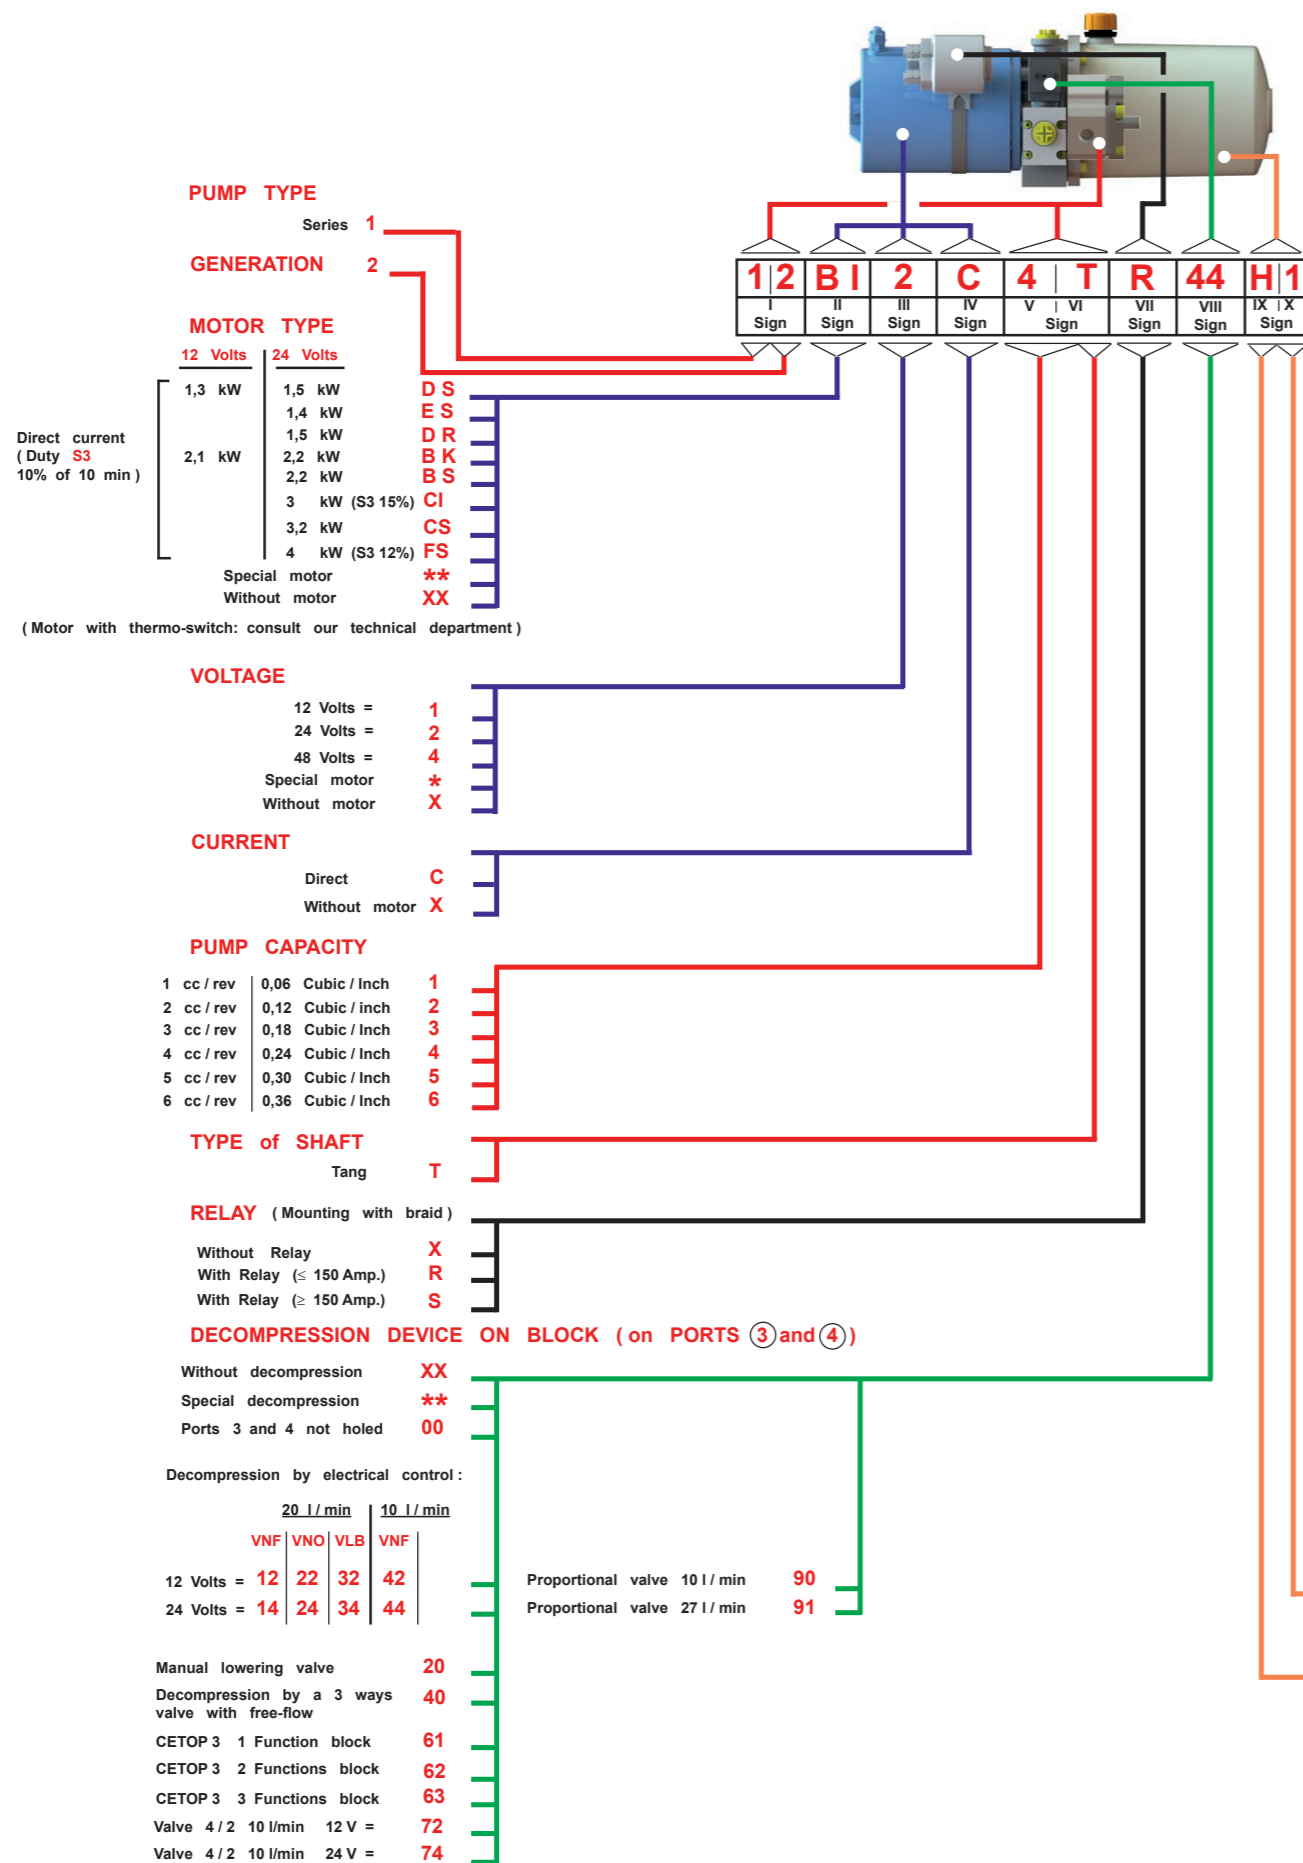 PUMP TYPE
Series 1
GENERATION 2
1 | 2 B I 2 C 4 | T R 44 H | 1
I II III IV V | VI VII VIII IX | X
Sign Sign Sign Sign Sign Sign Sign Sign
MOTOR TYPE
12 Volts 24 Volts
1,3 kW 1,5 kW D S
1,4 kW E S
1,5 kW D R
2,1 kW 2,2 kW B K
2,2 kW B S
3 kW (S3 15%) CI
3,2 kW CS
4 kW (S3 12%) FS
Direct current
( Duty S3
10% of 10 min )
Special motor **
Without motor XX
( Motor with thermo-switch: consult our technical department )
VOLTAGE
12 Volts = 1
24 Volts = 2
48 Volts = 4
Special motor *
Without motor X
CURRENT
Direct C
Without motor X
PUMP CAPACITY
1 cc / rev 0,06 Cubic / Inch 1
2 cc / rev 0,12 Cubic / inch 2
3 cc / rev 0,18 Cubic / Inch 3
4 cc / rev 0,24 Cubic / Inch 4
5 cc / rev 0,30 Cubic / Inch 5
6 cc / rev 0,36 Cubic / Inch 6
TYPE of SHAFT
Tang T
RELAY ( Mounting with braid )
Without Relay X
With Relay (≤ 150 Amp.) R
With Relay (≥ 150 Amp.) S
DECOMPRESSION DEVICE ON BLOCK ( on PORTS 3 and 4 )
Without decompression XX
Special decompression **
Ports 3 and 4 not holed 00
Decompression by electrical control :
20 l / min 10 l / min
VNF VNO VLB VNF
12 Volts = 12 22 32 42
24 Volts = 14 24 34 44
Proportional valve 10 l / min 90
Proportional valve 27 l / min 91
Manual lowering valve 20
Decompression by a 3 ways 40
valve with free-flow
CETOP 3 1 Function block 61
CETOP 3 2 Functions block 62
CETOP 3 3 Functions block 63
Valve 4 / 2 10 l/min 12 V = 72
Valve 4 / 2 10 l/min 24 V = 74